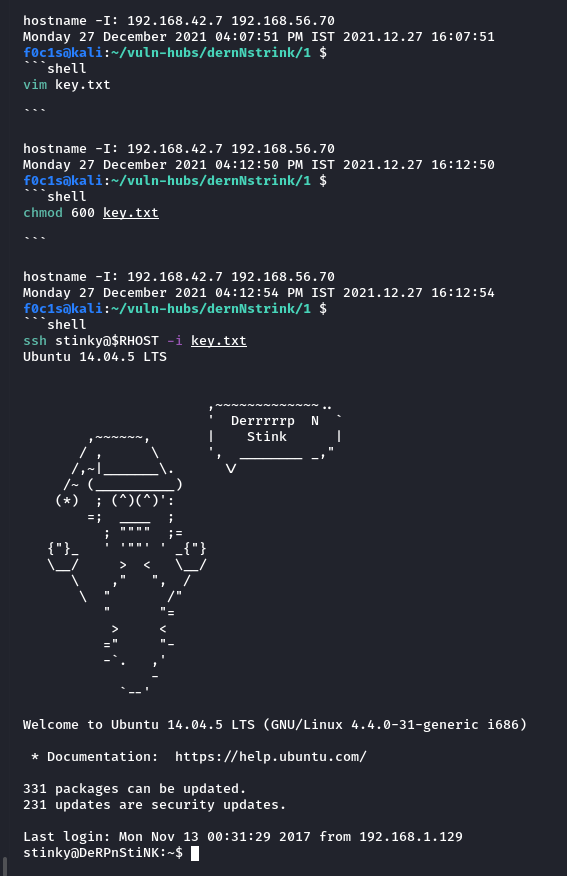 hostname -I: 192.168.42.7 192.168.56.70
Monday 27 December 2021 04:07:51 PM IST 2021.12.27 16:07:51
f0c1s@kali:~/vuln-hubs/dernNstrink/1 $
```shell
vim key.txt
```
hostname -I: 192.168.42.7 192.168.56.70
Monday 27 December 2021 04:12:50 PM IST 2021.12.27 16:12:50
f0c1s@kali:~/vuln-hubs/dernNstrink/1 $
```shell
chmod 600 key.txt
```
hostname -I: 192.168.42.7 192.168.56.70
Monday 27 December 2021 04:12:54 PM IST 2021.12.27 16:12:54
f0c1s@kali:~/vuln-hubs/dernNstrink/1 $
```shell
ssh stinky@$RHOST -i key.txt
Ubuntu 14.04.5 LTS
                       ,~~~~~~~~~~~~~..
                       '  Derrrrrp  N  `
        ,~~~~~~,       |    Stink      |
       / ,      \      ',  ________ _,"
      /,~|_______\.       \/
     /~ (__________)
    (*)  ; (^)(^)':
        =;  ____  ;
          ; """"  ;=
   {"}_   ' '""' ' _{"}
   \__/     >  <   \__/
      \    ,"   ",  /
       \  "       /"
          "      "=
           >     <
          ="     "-
          -`.   ,'
                -
            `--'
Welcome to Ubuntu 14.04.5 LTS (GNU/Linux 4.4.0-31-generic i686)
 * Documentation:  https://help.ubuntu.com/
331 packages can be updated.
231 updates are security updates.
Last login: Mon Nov 13 00:31:29 2017 from 192.168.1.129
stinky@DeRPnStiNK:~$